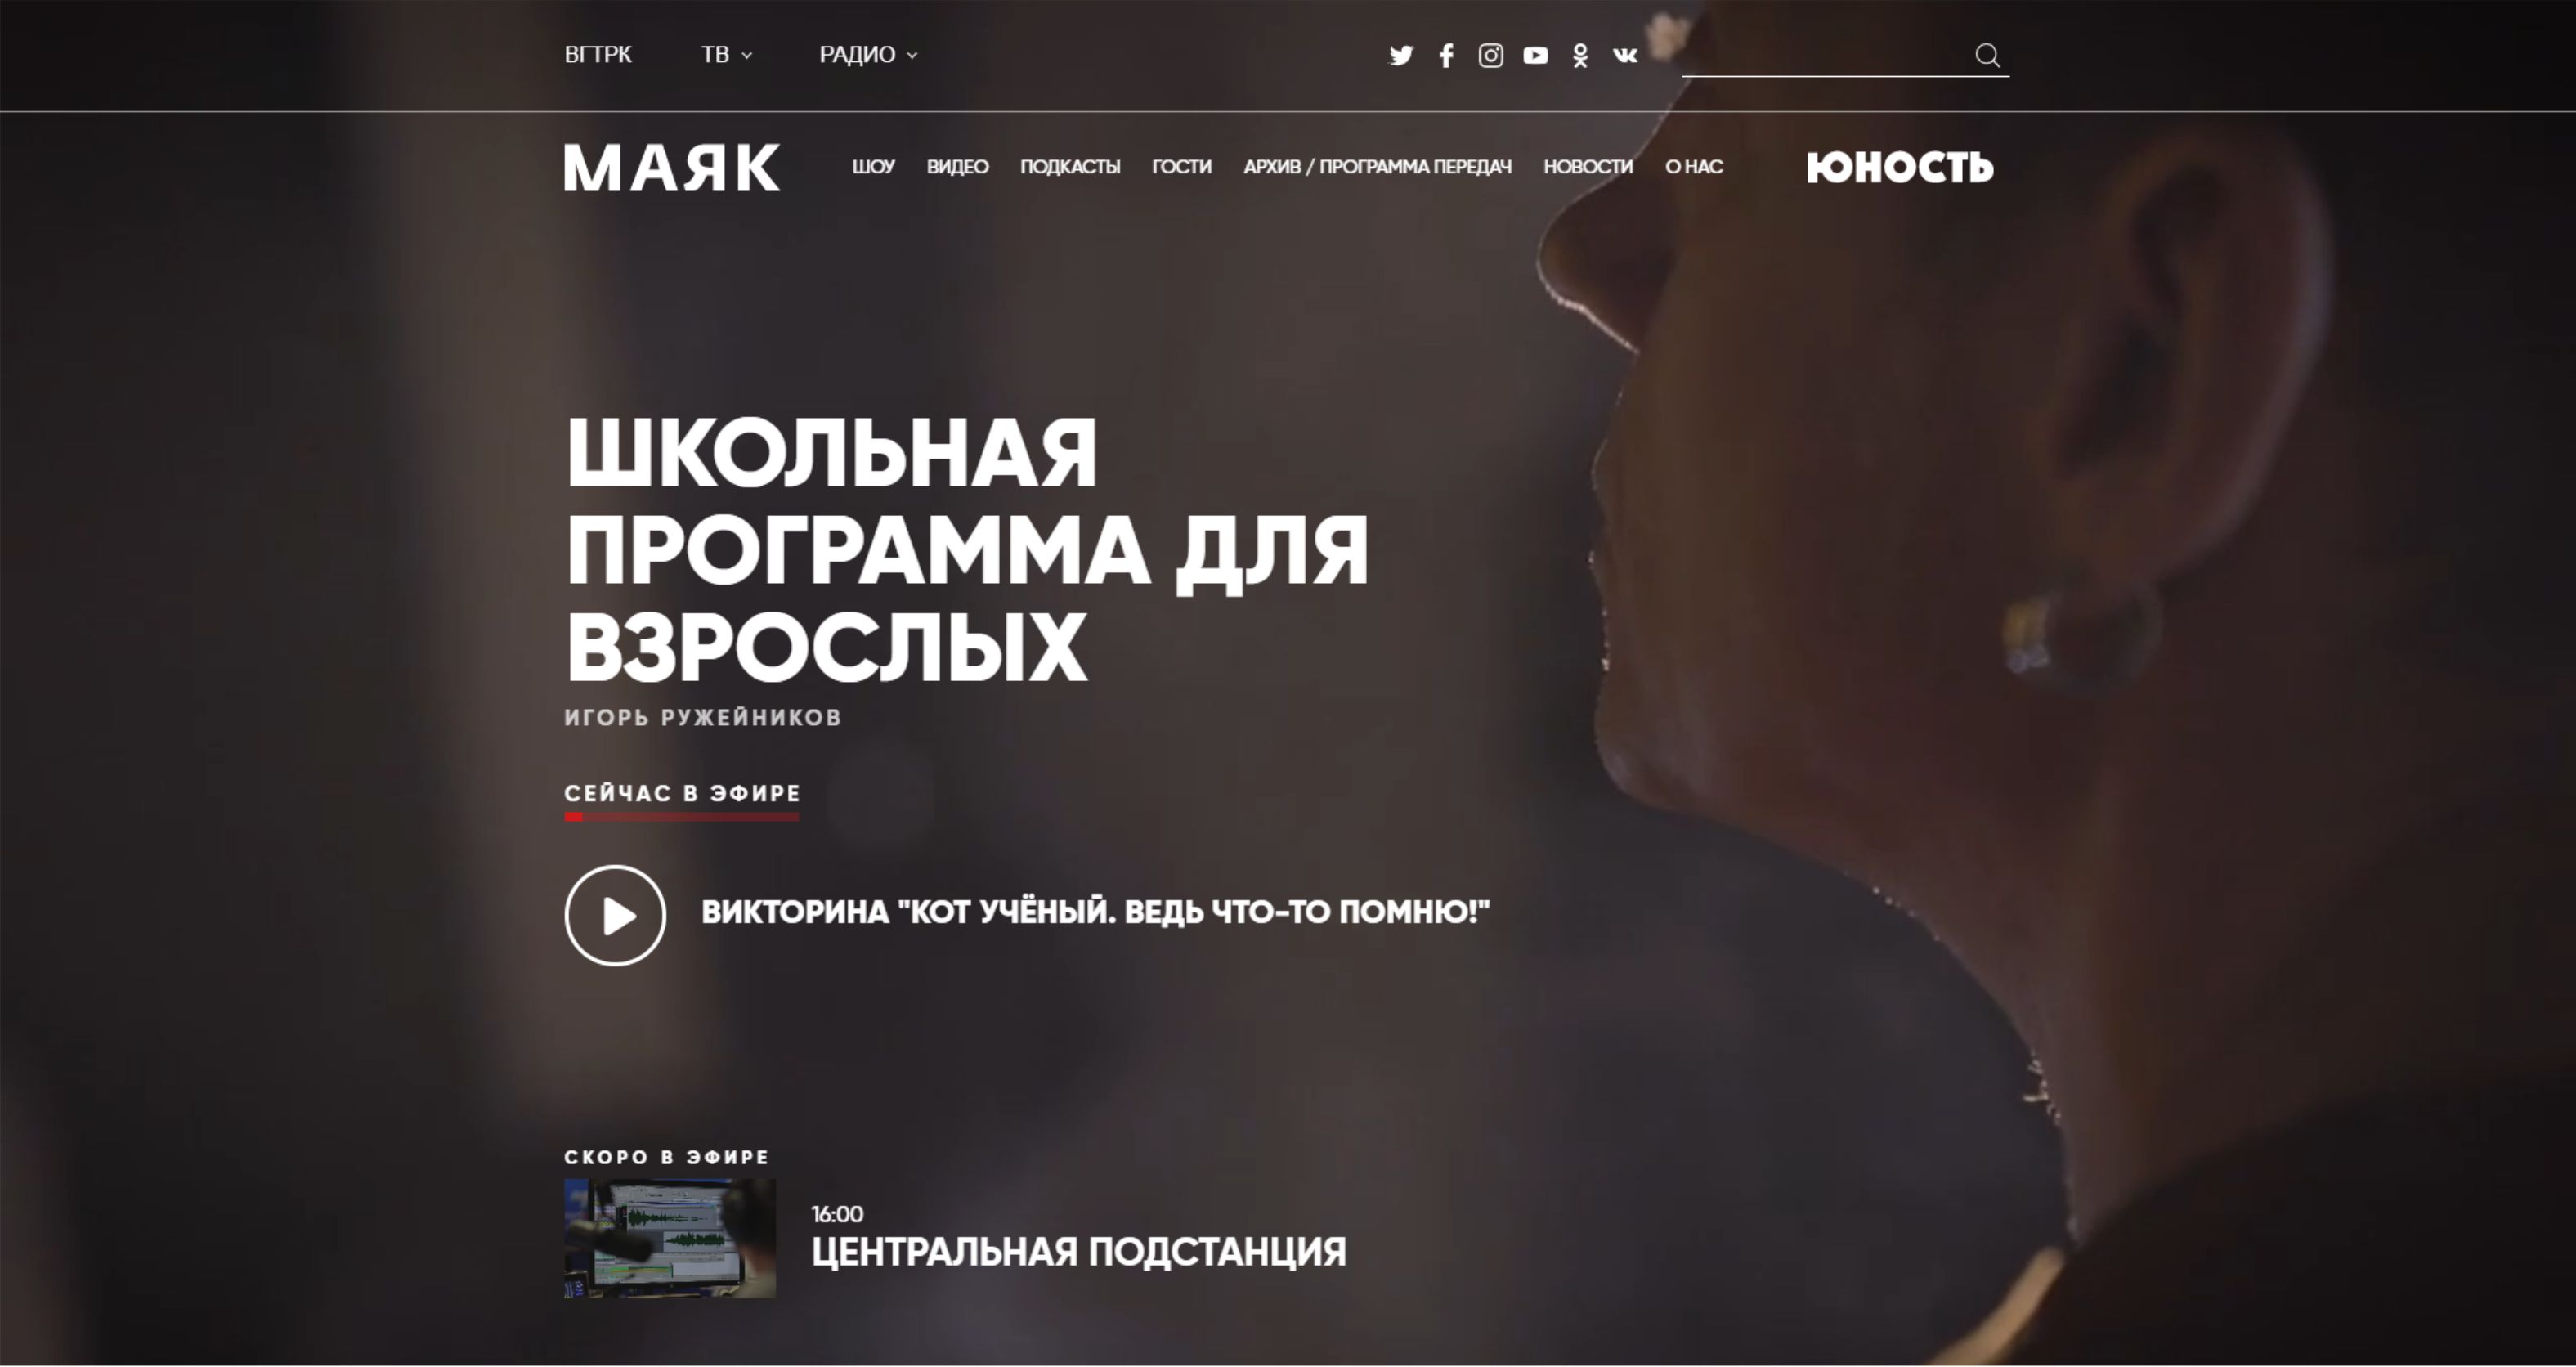 ВГТРК ТВ РАДИО
МАЯК ШОУ ВИДЕО ПОДКАСТЫ ГОСТИ АРХИВ / ПРОГРАММА ПЕРЕДАЧ НОВОСТИ О НАС ЮНОСТЬ
ШКОЛЬНАЯ
ПРОГРАММА ДЛЯ
ВЗРОСЛЫХ
ИГОРЬ РУЖЕЙНИКОВ
СЕЙЧАС В ЭФИРЕ
ВИКТОРИНА "КОТ УЧЁНЫЙ. ВЕДЬ ЧТО-ТО ПОМНЮ!"
СКОРО В ЭФИРЕ
16:00
ЦЕНТРАЛЬНАЯ ПОДСТАНЦИЯ